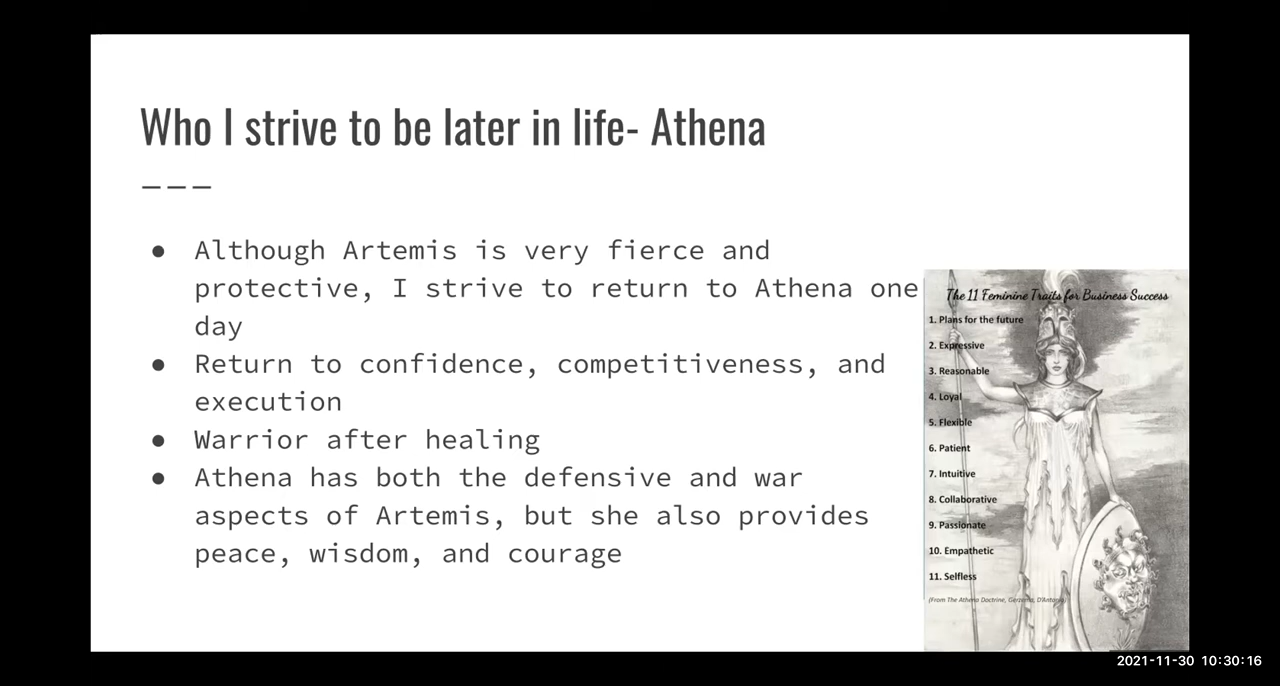 Who I strive to be later in life- Athena
● Although Artemis is very fierce and
protective, I strive to return to Athena one
day
● Return to confidence, competitiveness, and
execution
● Warrior after healing
● Athena has both the defensive and war
aspects of Artemis, but she also provides
peace, wisdom, and courage
The 11 Feminine Traits for Business Success
1. Plans for the future
2. Expressive
3. Reasonable
4. Loyal
5. Flexible
6. Patient
7. Intuitive
8. Collaborative
9. Passionate
10. Empathetic
11. Selfless
(From The Athena Doctrine, Gerzema, D'Antonio)
2021-11-30 10:30:16